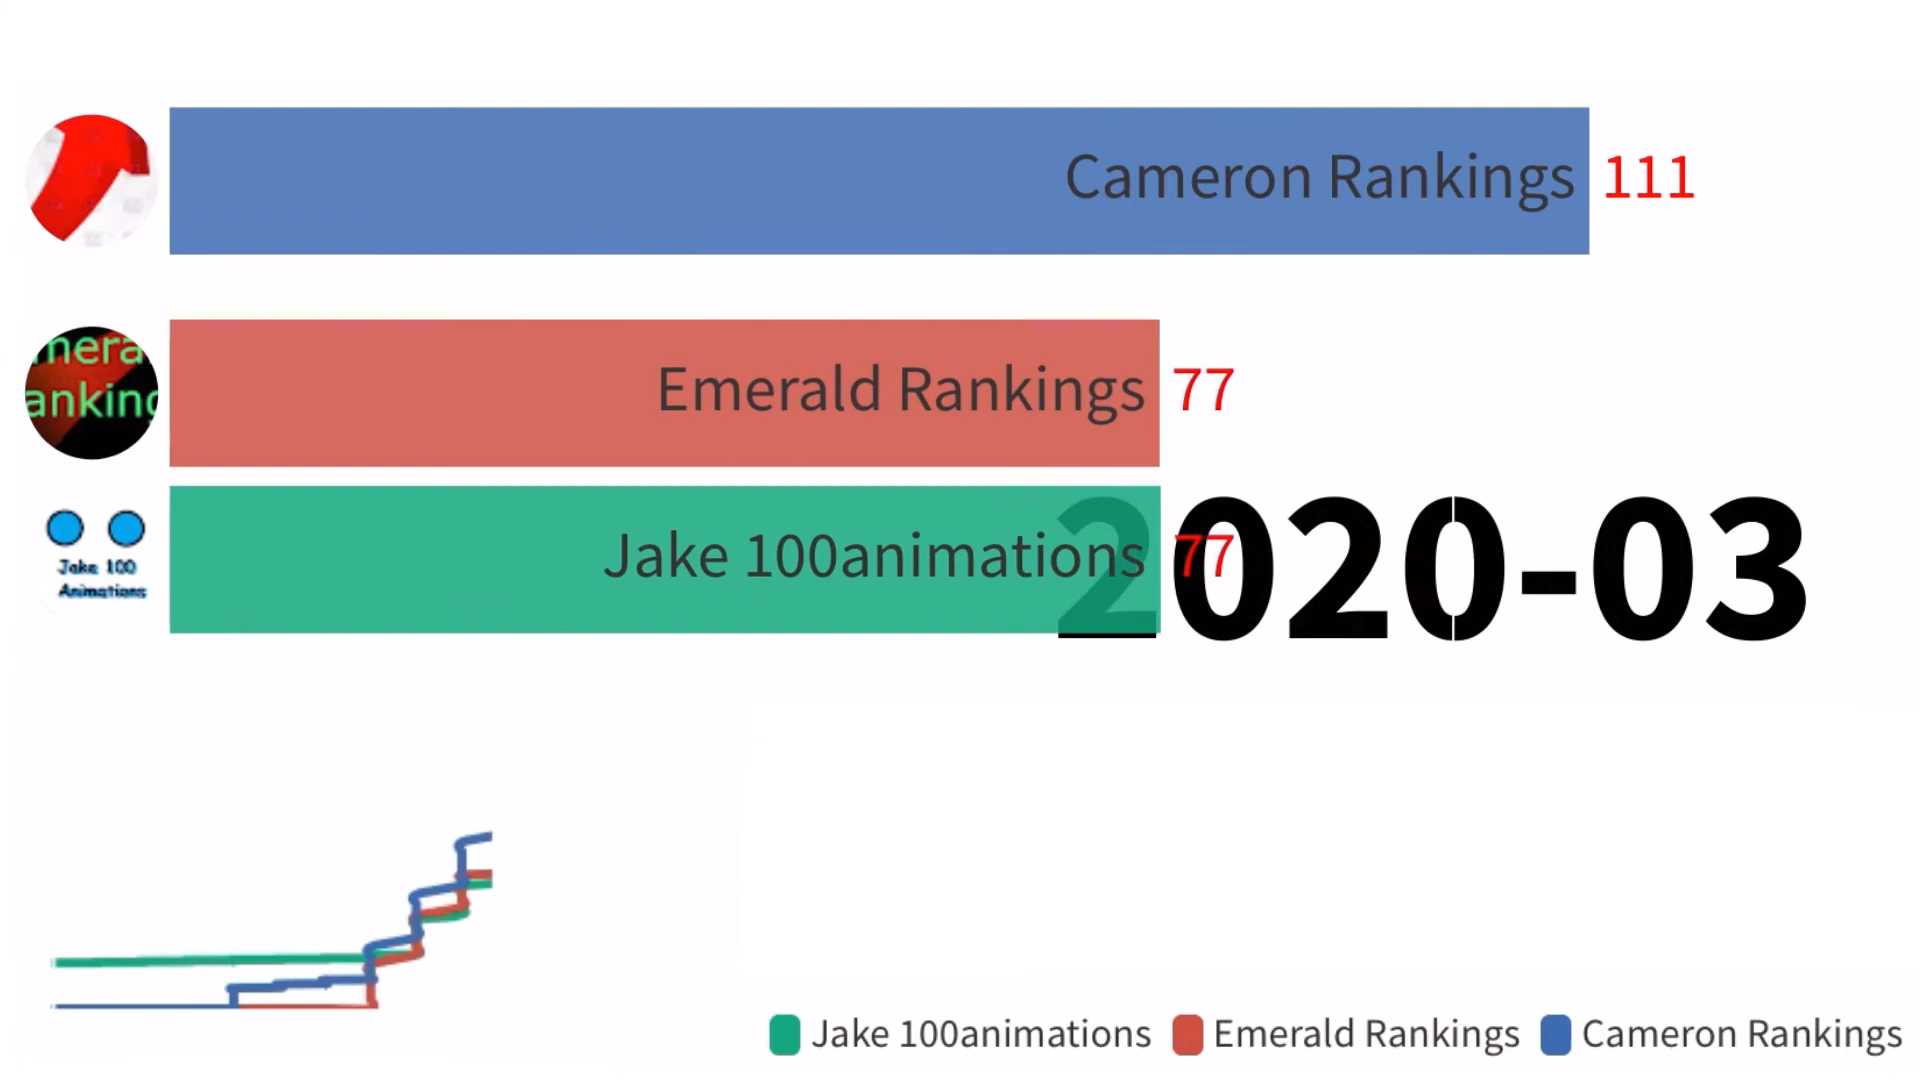 Cameron Rankings 111
mera
ankin
Emerald Rankings 77
Jake 100
Animations
Jake 100animations 77
2020-03
Jake 100animations Emerald Rankings Cameron Rankings